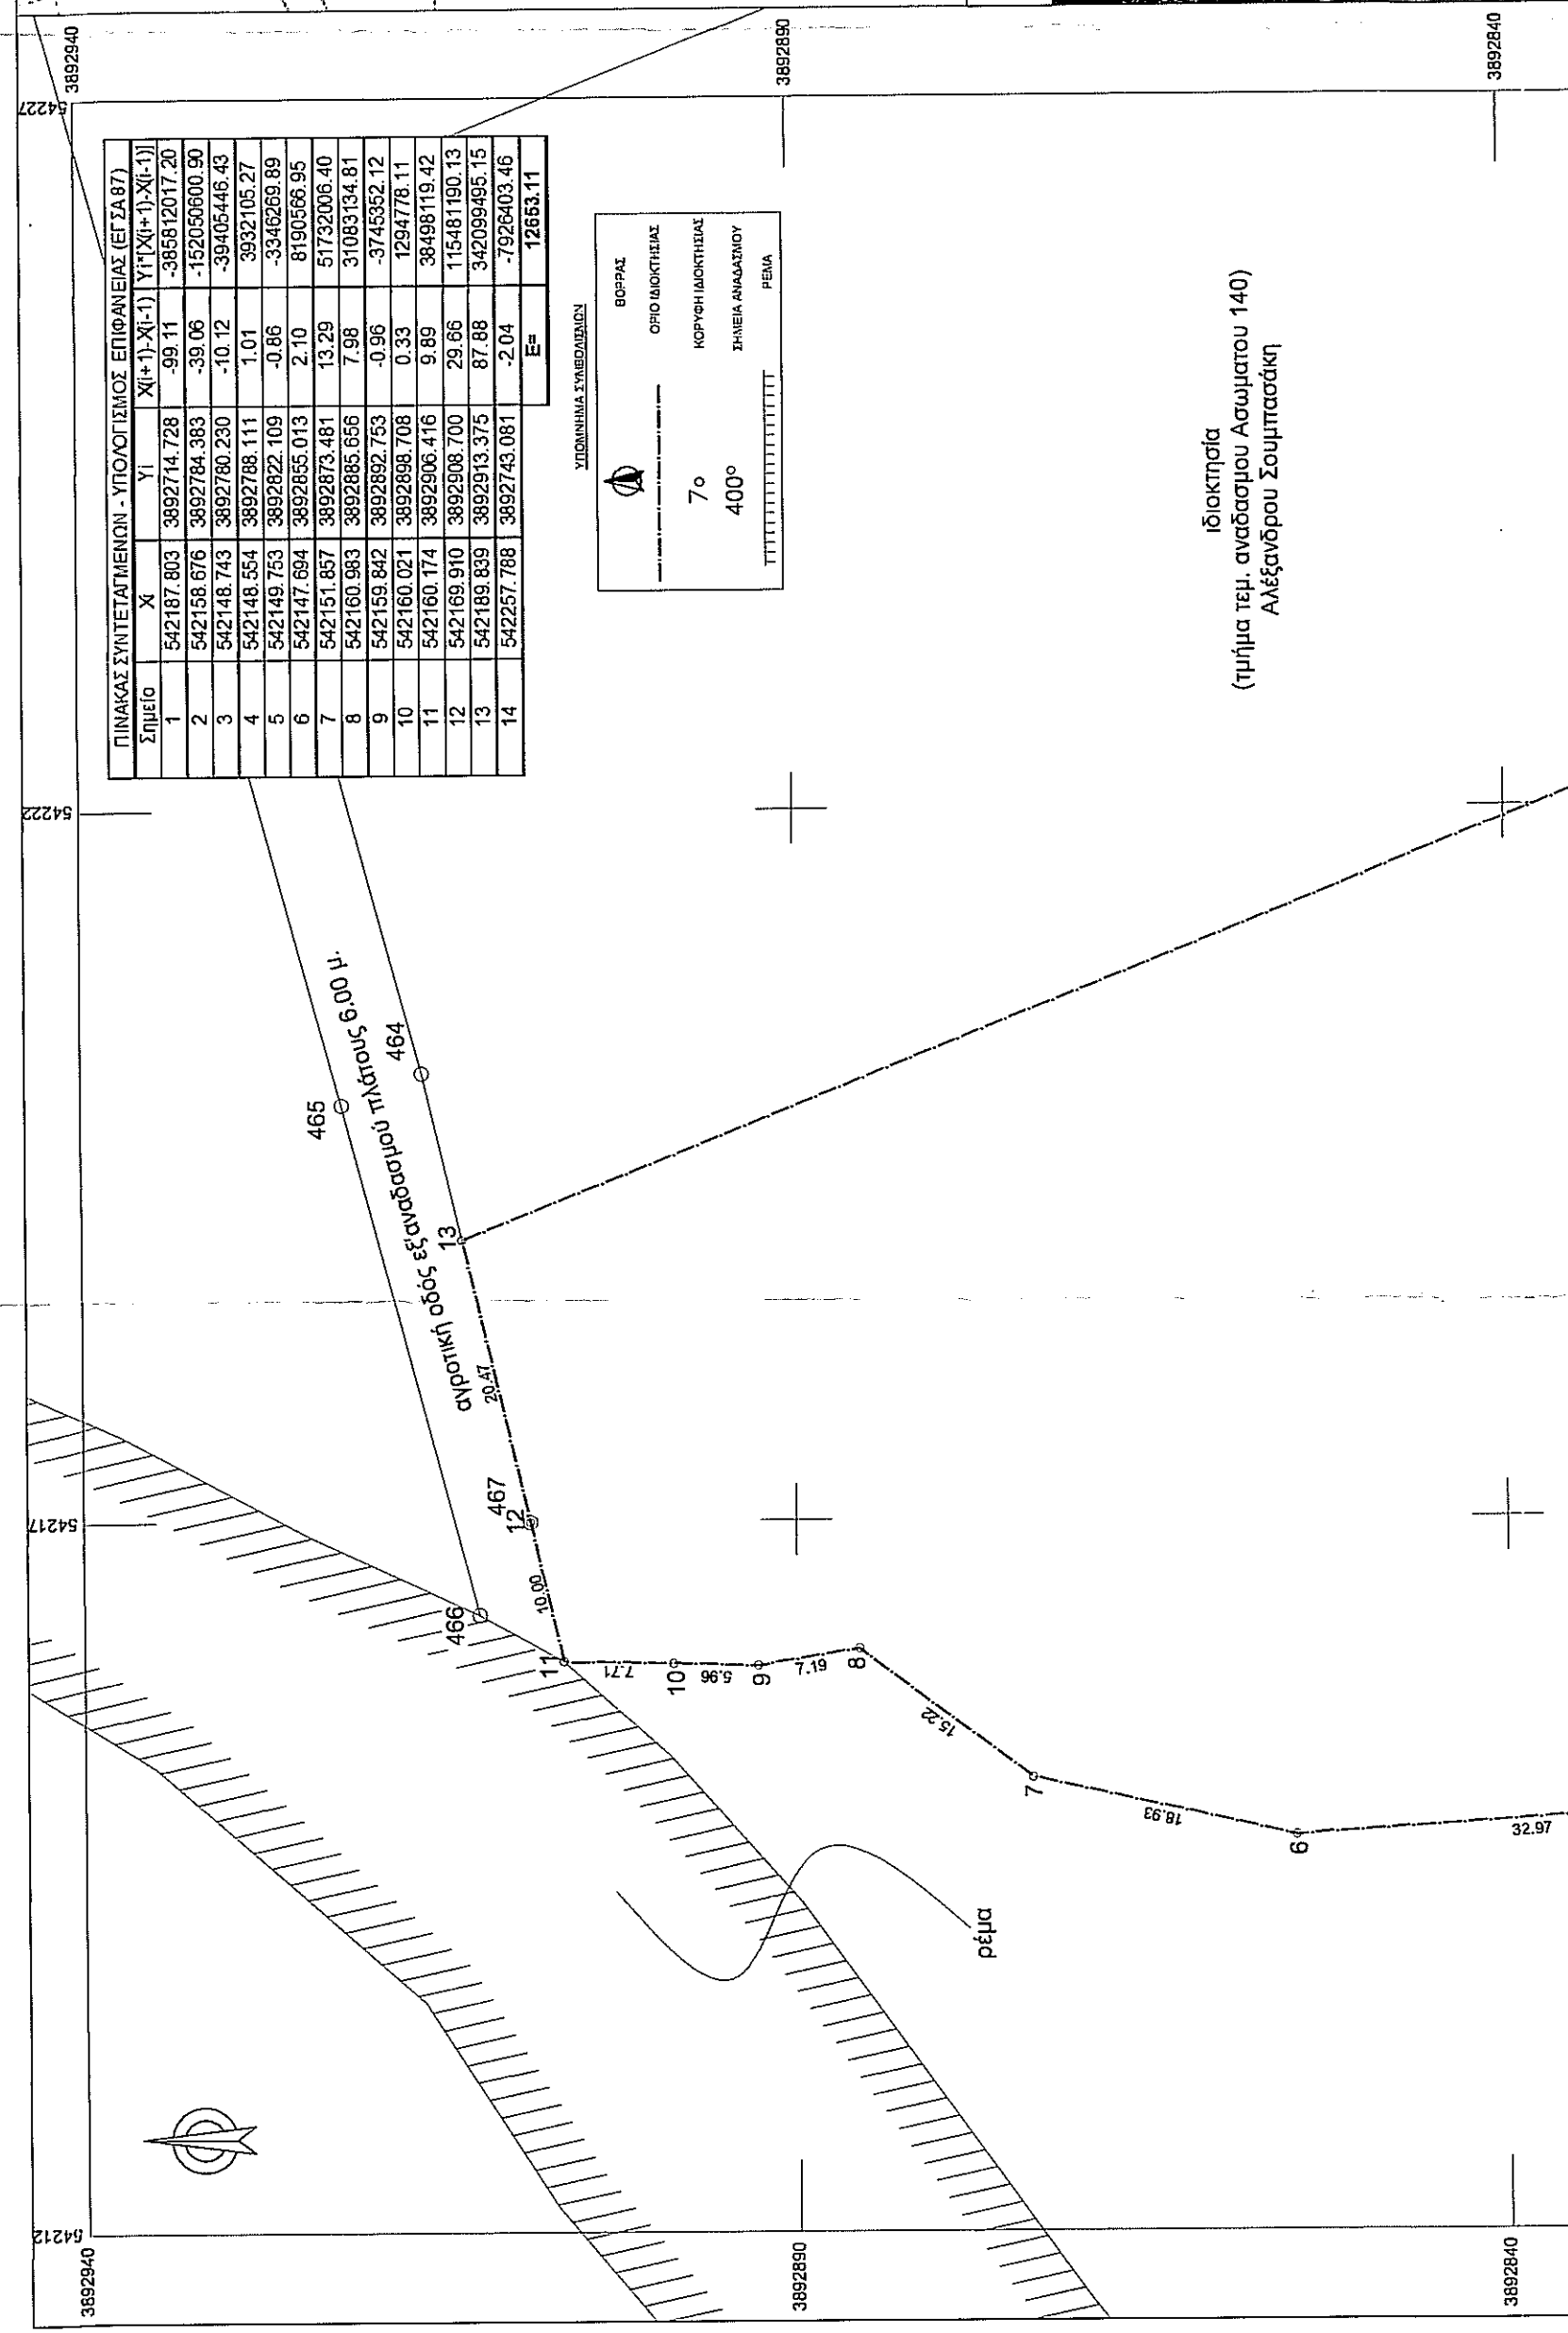 3892940
3892890
3892840
54227
54222
54217
54212
3892940
3892890
3892840
ΠΙΝΑΚΑΣ ΣΥΝΤΕΤΑΓΜΕΝΩΝ - ΥΠΟΛΟΓΙΣΜΟΣ ΕΠΙΦΑΝΕΙΑΣ (ΕΓΣΑ87)
Σημείο Xi Yi X(i+1)-X(i-1) Yi*[X(i+1)-X(i-1)]
1 542187.803 3892714.728 -99.11 -385812017.20
2 542158.676 3892784.383 -39.06 -152050600.90
3 542148.743 3892780.230 -10.12 -39405446.43
4 542148.554 3892788.111 1.01 3932105.27
5 542149.753 3892822.109 -0.86 -3346269.89
6 542147.694 3892855.013 2.10 8190566.95
7 542151.857 3892873.481 13.29 51732006.40
8 542160.983 3892885.656 7.98 31083134.81
9 542159.842 3892892.753 -0.96 -3745352.12
10 542160.021 3892898.708 0.33 1294778.11
11 542160.174 3892906.416 9.89 38498119.42
12 542169.910 3892908.700 29.66 115481190.13
13 542189.839 3892913.375 87.88 342099495.15
14 542257.788 3892743.081 -2.04 -7926403.46
E= 12653.11
ΥΠΟΜΝΗΜΑ ΣΥΜΒΟΛΙΣΜΩΝ
ΒΟΡΡΑΣ
ΟΡΙΟ ΙΔΙΟΚΤΗΣΙΑΣ
7 ΚΟΡΥΦΗ ΙΔΙΟΚΤΗΣΙΑΣ
400 ΣΗΜΕΙΑ ΑΝΑΔΑΣΜΟΥ
ΡΕΜΑ
465
αγροτική οδός εξ'αναδασμού πλάτους 6.00 μ.
464
13
20.47
467
12
466
10.00
11
7.71
10
5.96
9
7.19
8
15.22
7
18.93
6
32.97
ρέμα
ιδιοκτησία
(τμήμα τεμ. αναδασμου Ασωματου 140)
Αλέξανδρου Σουμπασάκη